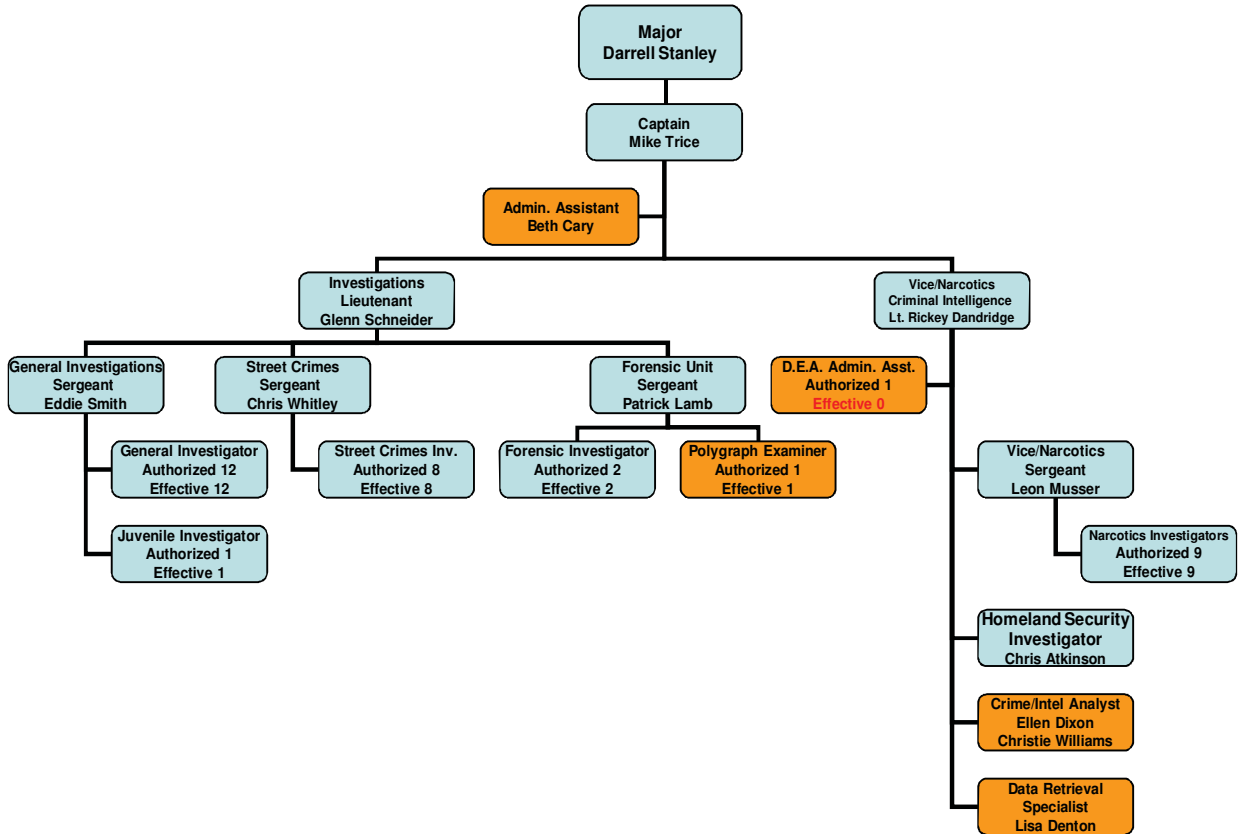 Major
Darrell Stanley
Captain
Mike Trice
Admin. Assistant
Beth Cary
Investigations
Lieutenant
Glenn Schneider
Vice/Narcotics
Criminal Intelligence
Lt. Rickey Dandridge
General Investigations
Sergeant
Eddie Smith
Street Crimes
Sergeant
Chris Whitley
Forensic Unit
Sergeant
Patrick Lamb
D.E.A. Admin. Asst.
Authorized 1
Effective 0
General Investigator
Authorized 12
Effective 12
Street Crimes Inv.
Authorized 8
Effective 8
Forensic Investigator
Authorized 2
Effective 2
Polygraph Examiner
Authorized 1
Effective 1
Vice/Narcotics
Sergeant
Leon Musser
Juvenile Investigator
Authorized 1
Effective 1
Narcotics Investigators
Authorized 9
Effective 9
Homeland Security
Investigator
Chris Atkinson
Crime/Intel Analyst
Ellen Dixon
Christie Williams
Data Retrieval
Specialist
Lisa Denton